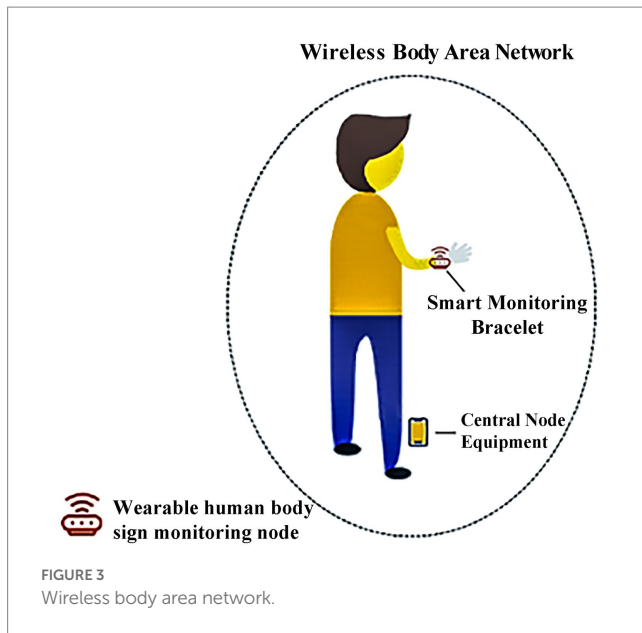 Wireless Body Area Network
Smart Monitoring
Bracelet
Central Node
Equipment
Wearable human body
sign monitoring node
FIGURE 3
Wireless body area network.